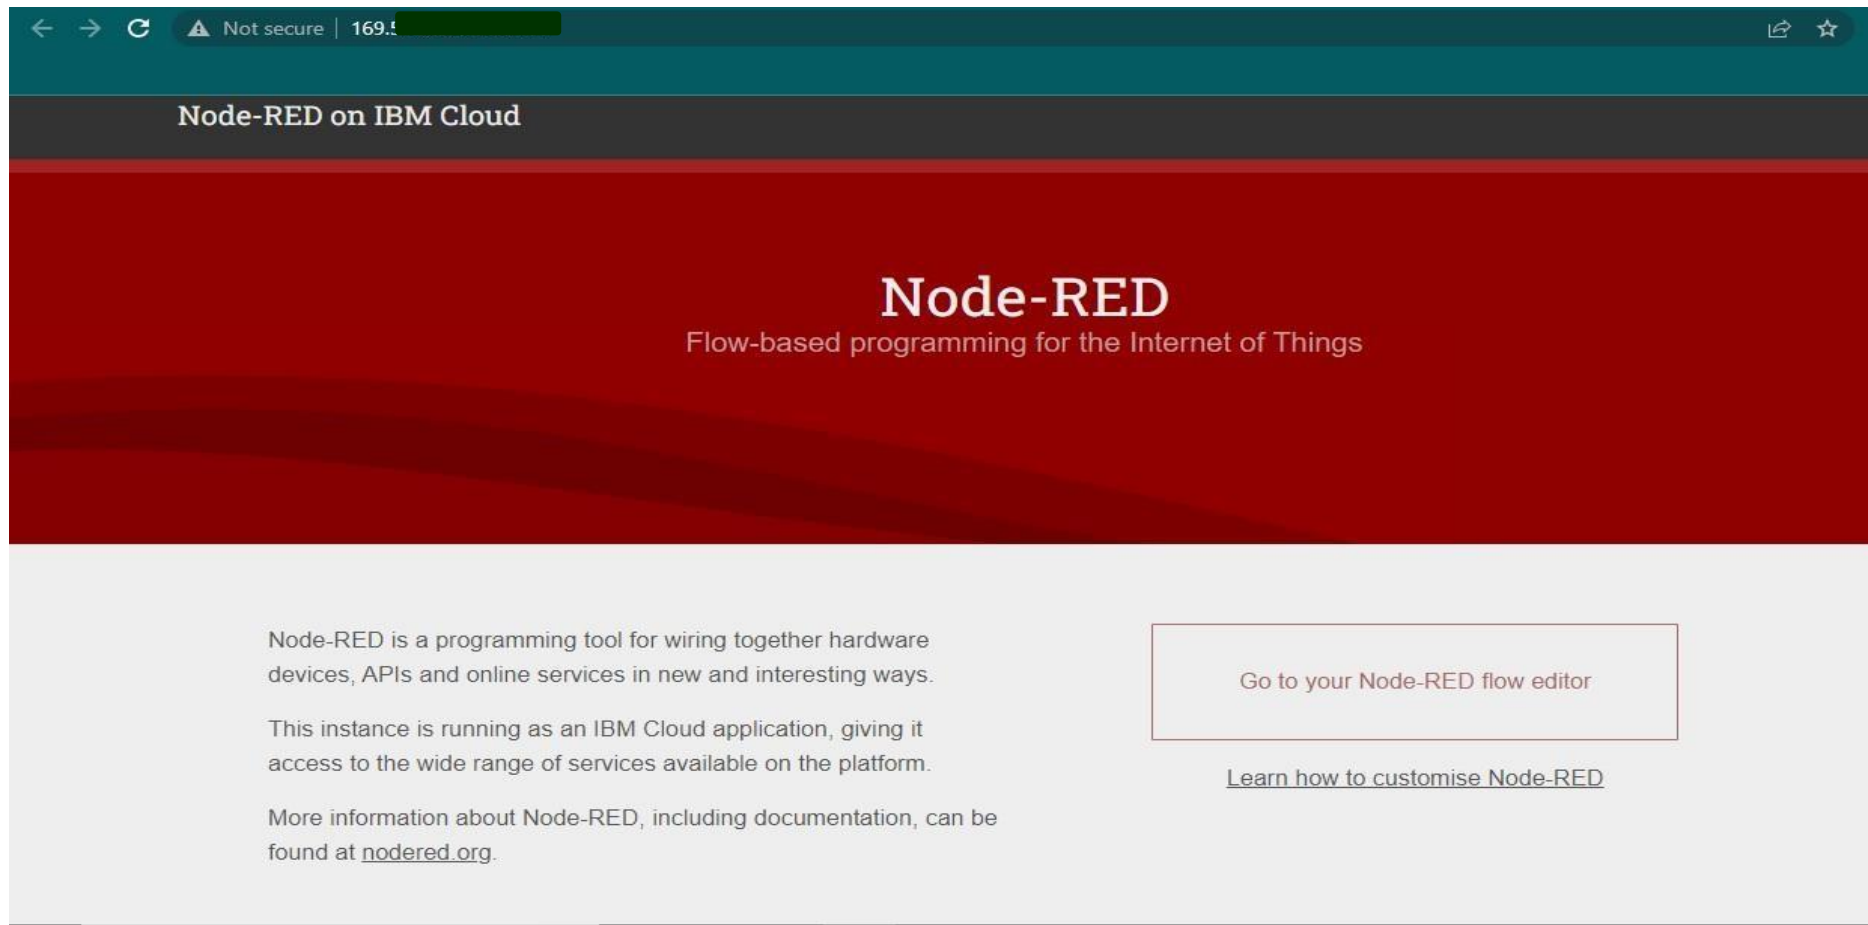 Not secure | 169.5
Node-RED on IBM Cloud
Node-RED
Flow-based programming for the Internet of Things
Node-RED is a programming tool for wiring together hardware
devices, APIs and online services in new and interesting ways.
This instance is running as an IBM Cloud application, giving it
access to the wide range of services available on the platform.
More information about Node-RED, including documentation, can be
found at nodered.org.
Go to your Node-RED flow editor
Learn how to customise Node-RED